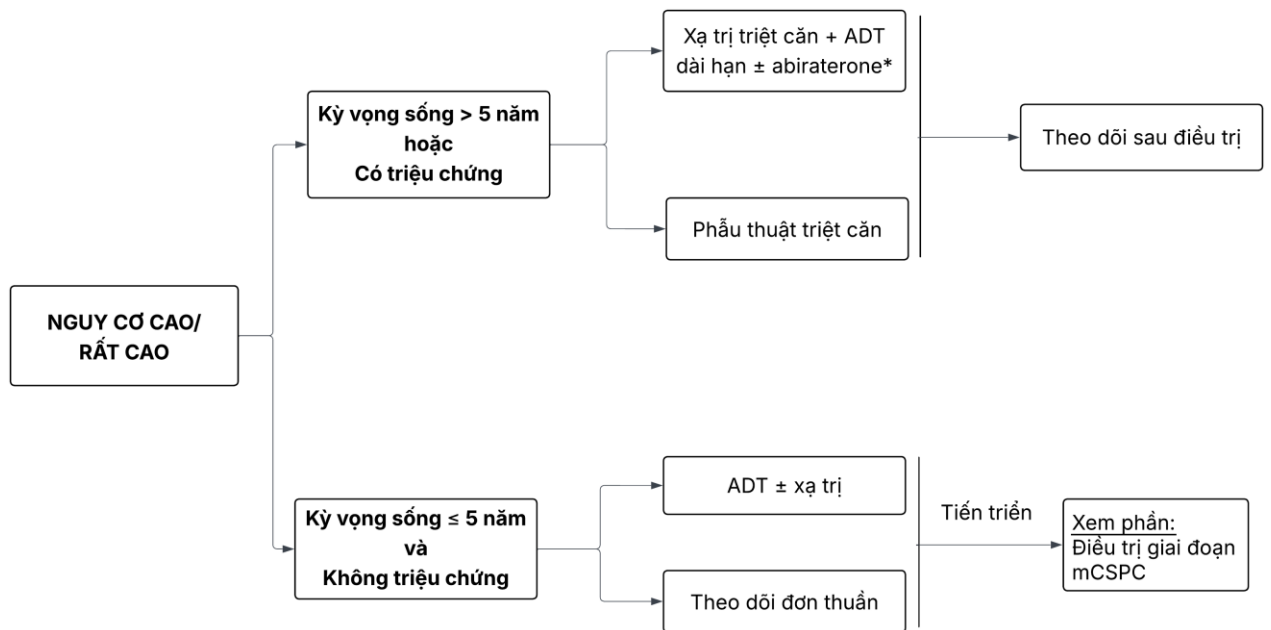 NGUY CƠ CAO/
RẤT CAO
Kỳ vọng sống > 5 năm
hoặc
Có triệu chứng
Xạ trị triệt căn + ADT
dài hạn ± abiraterone*
Phẫu thuật triệt căn
Theo dõi sau điều trị
Kỳ vọng sống ≤ 5 năm
và
Không triệu chứng
ADT ± xạ trị
Theo dõi đơn thuần
Tiến triển
Xem phần:
Điều trị giai đoạn
mCSPC